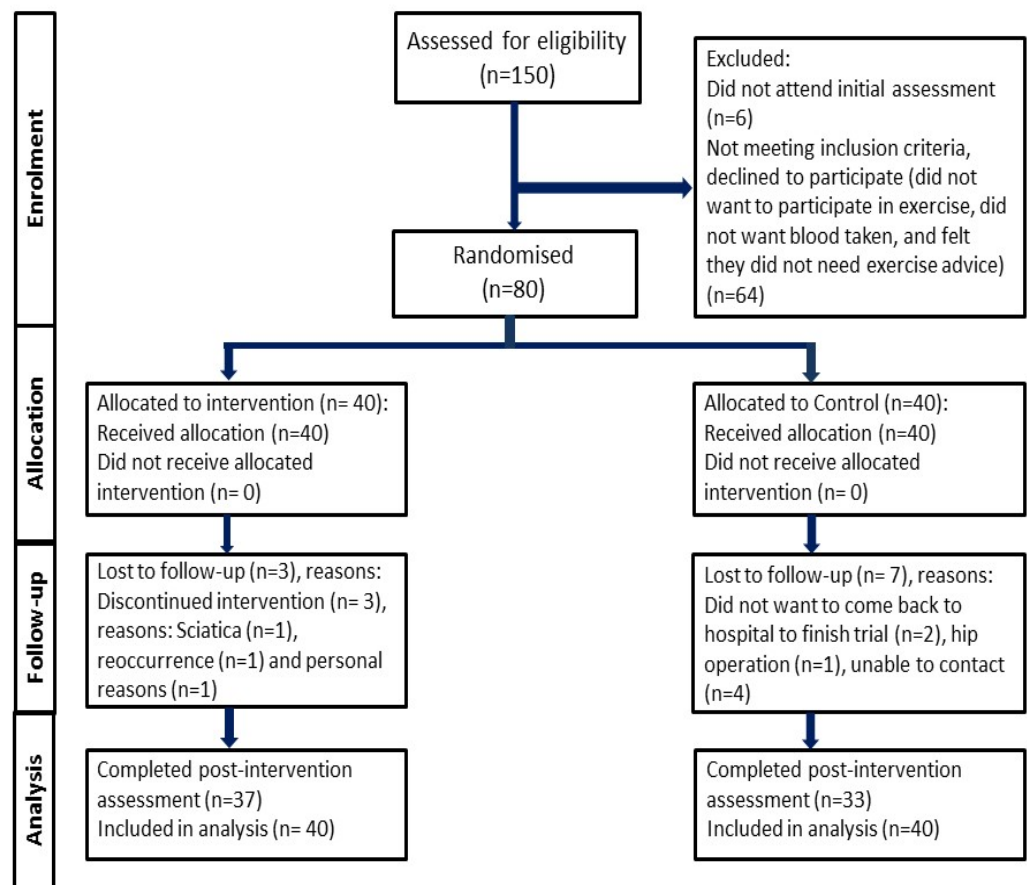 Enrolment
Assessed for eligibility
(n=150)
Excluded:
Did not attend initial assessment
(n=6)
Not meeting inclusion criteria,
declined to participate (did not
want to participate in exercise, did
not want blood taken, and felt
they did not need exercise advice)
(n=64)
Randomised
(n=80)
Allocation
Allocated to intervention (n= 40):
Received allocation (n=40)
Did not receive allocated
intervention (n= 0)
Allocated to Control (n=40):
Received allocation (n=40)
Did not receive allocated
intervention (n= 0)
Follow-up
Lost to follow-up (n=3), reasons:
Discontinued intervention (n= 3),
reasons: Sciatica (n=1),
reoccurrence (n=1) and personal
reasons (n=1)
Lost to follow-up (n= 7), reasons:
Did not want to come back to
hospital to finish trial (n=2), hip
operation (n=1), unable to contact
(n=4)
Analysis
Completed post-intervention
assessment (n=37)
Included in analysis (n= 40)
Completed post-intervention
assessment (n=33)
Included in analysis (n=40)